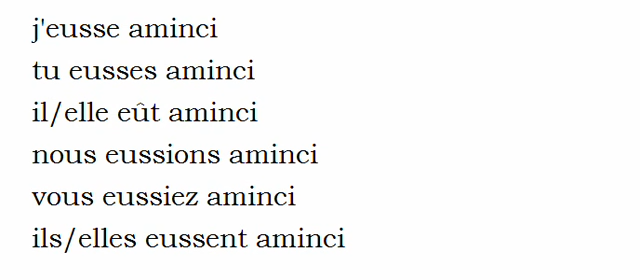 j'eusse aminci
tu eusses aminci
il/elle eût aminci
nous eussions aminci
vous eussiez aminci
ils/elles eussent aminci